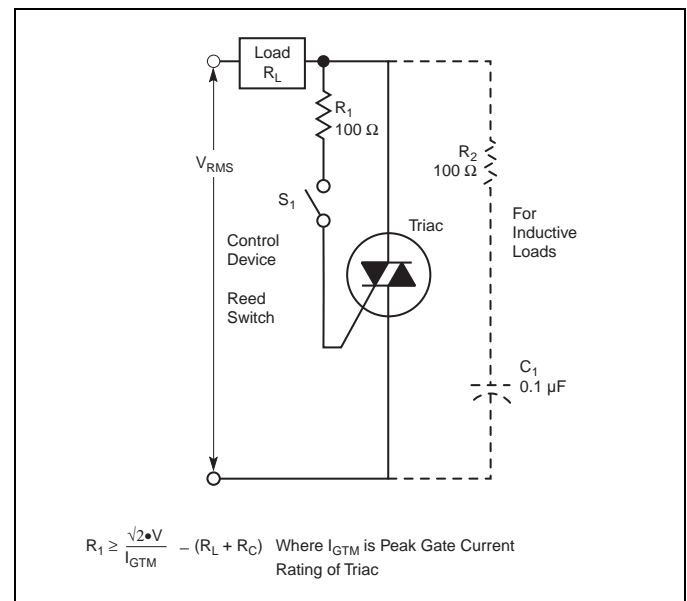 Load
R_L
R_1
100 Ω
R_2
100 Ω
V_RMS
S_1
Triac
For
Inductive
Loads
Control
Device
Reed
Switch
C_1
0.1 µF
R_1 ≥ √2•V / I_GTM – (R_L + R_C) Where I_GTM is Peak Gate Current
Rating of Triac